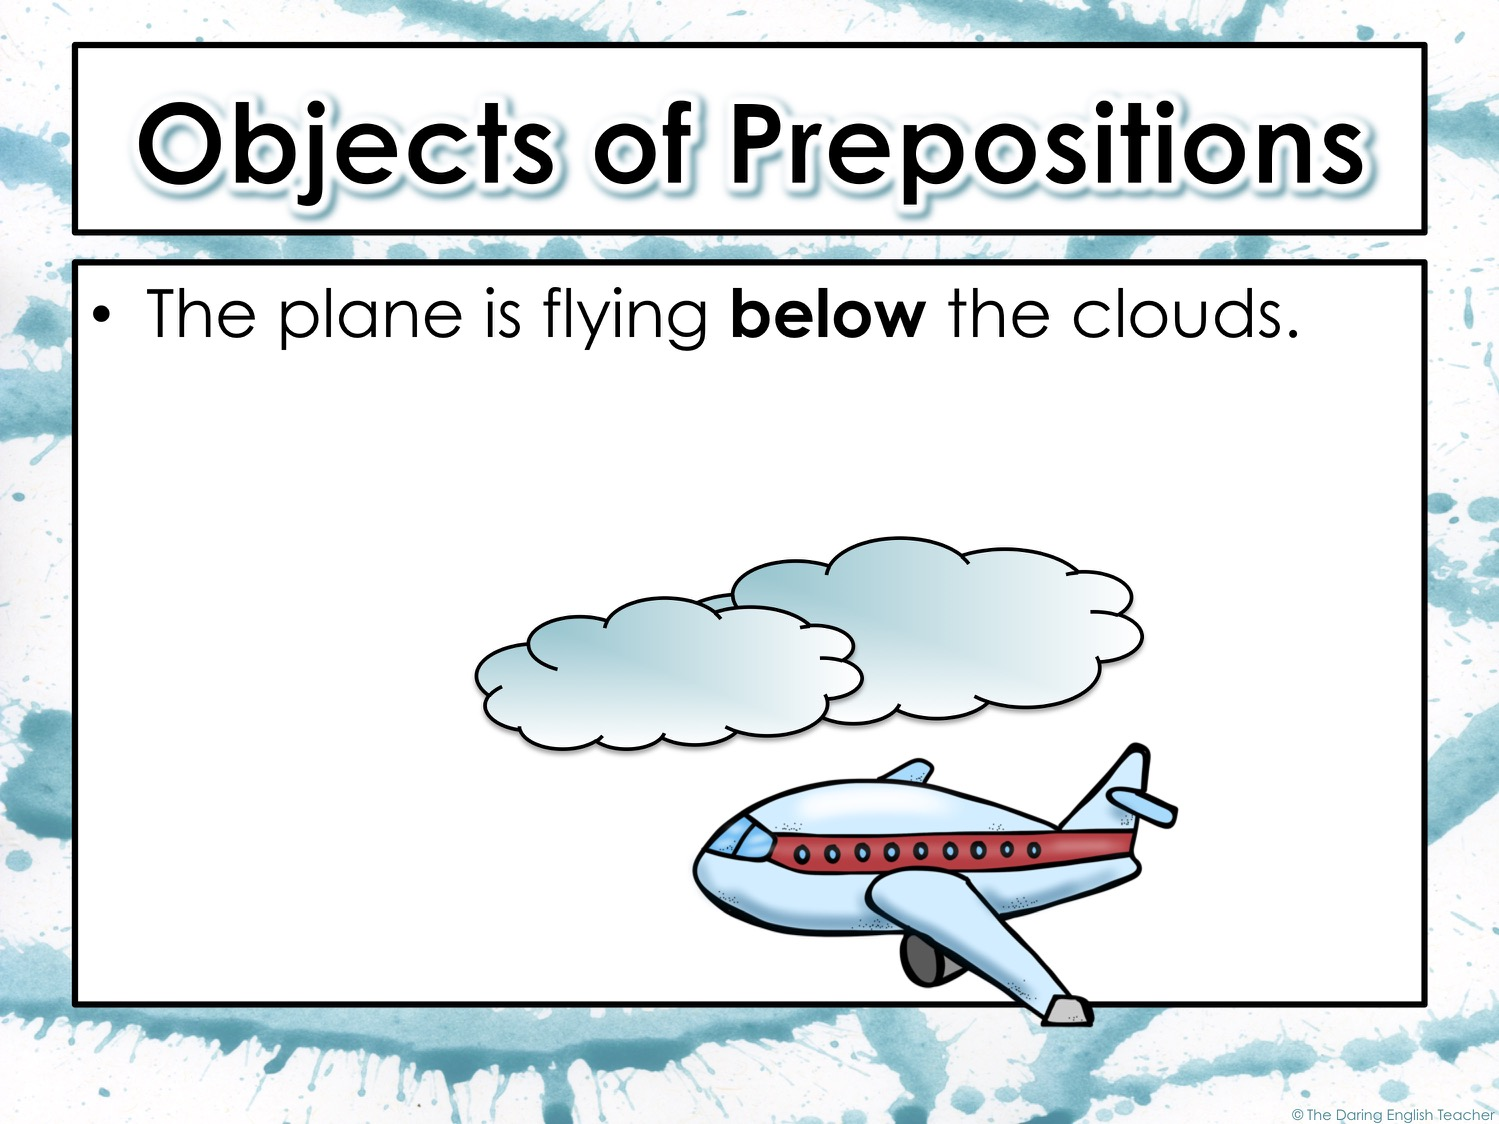 Objects of Prepositions
• The plane is flying below the clouds.
© The Daring English Teacher